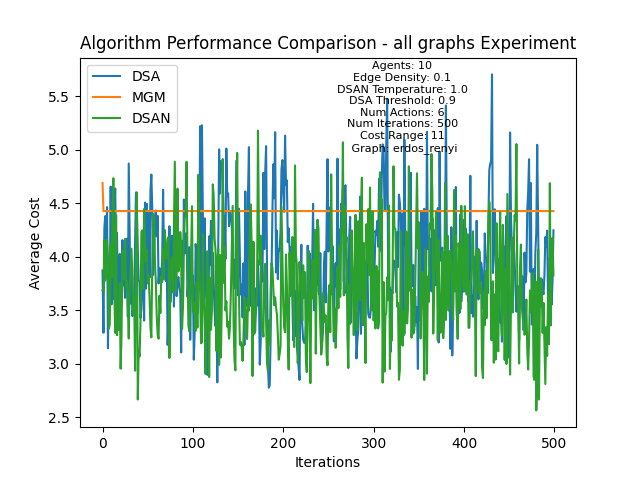 Algorithm Performance Comparison - all graphs Experiment
DSA
MGM
DSAN
Agents: 10
Edge Density: 0.1
DSAN Temperature: 1.0
DSA Threshold: 0.9
Num Actions: 6
Num Iterations: 500
Cost Range: 11
Graph: erdos_renyi
Average Cost
5.5
5.0
4.5
4.0
3.5
3.0
2.5
0 100 200 300 400 500
Iterations